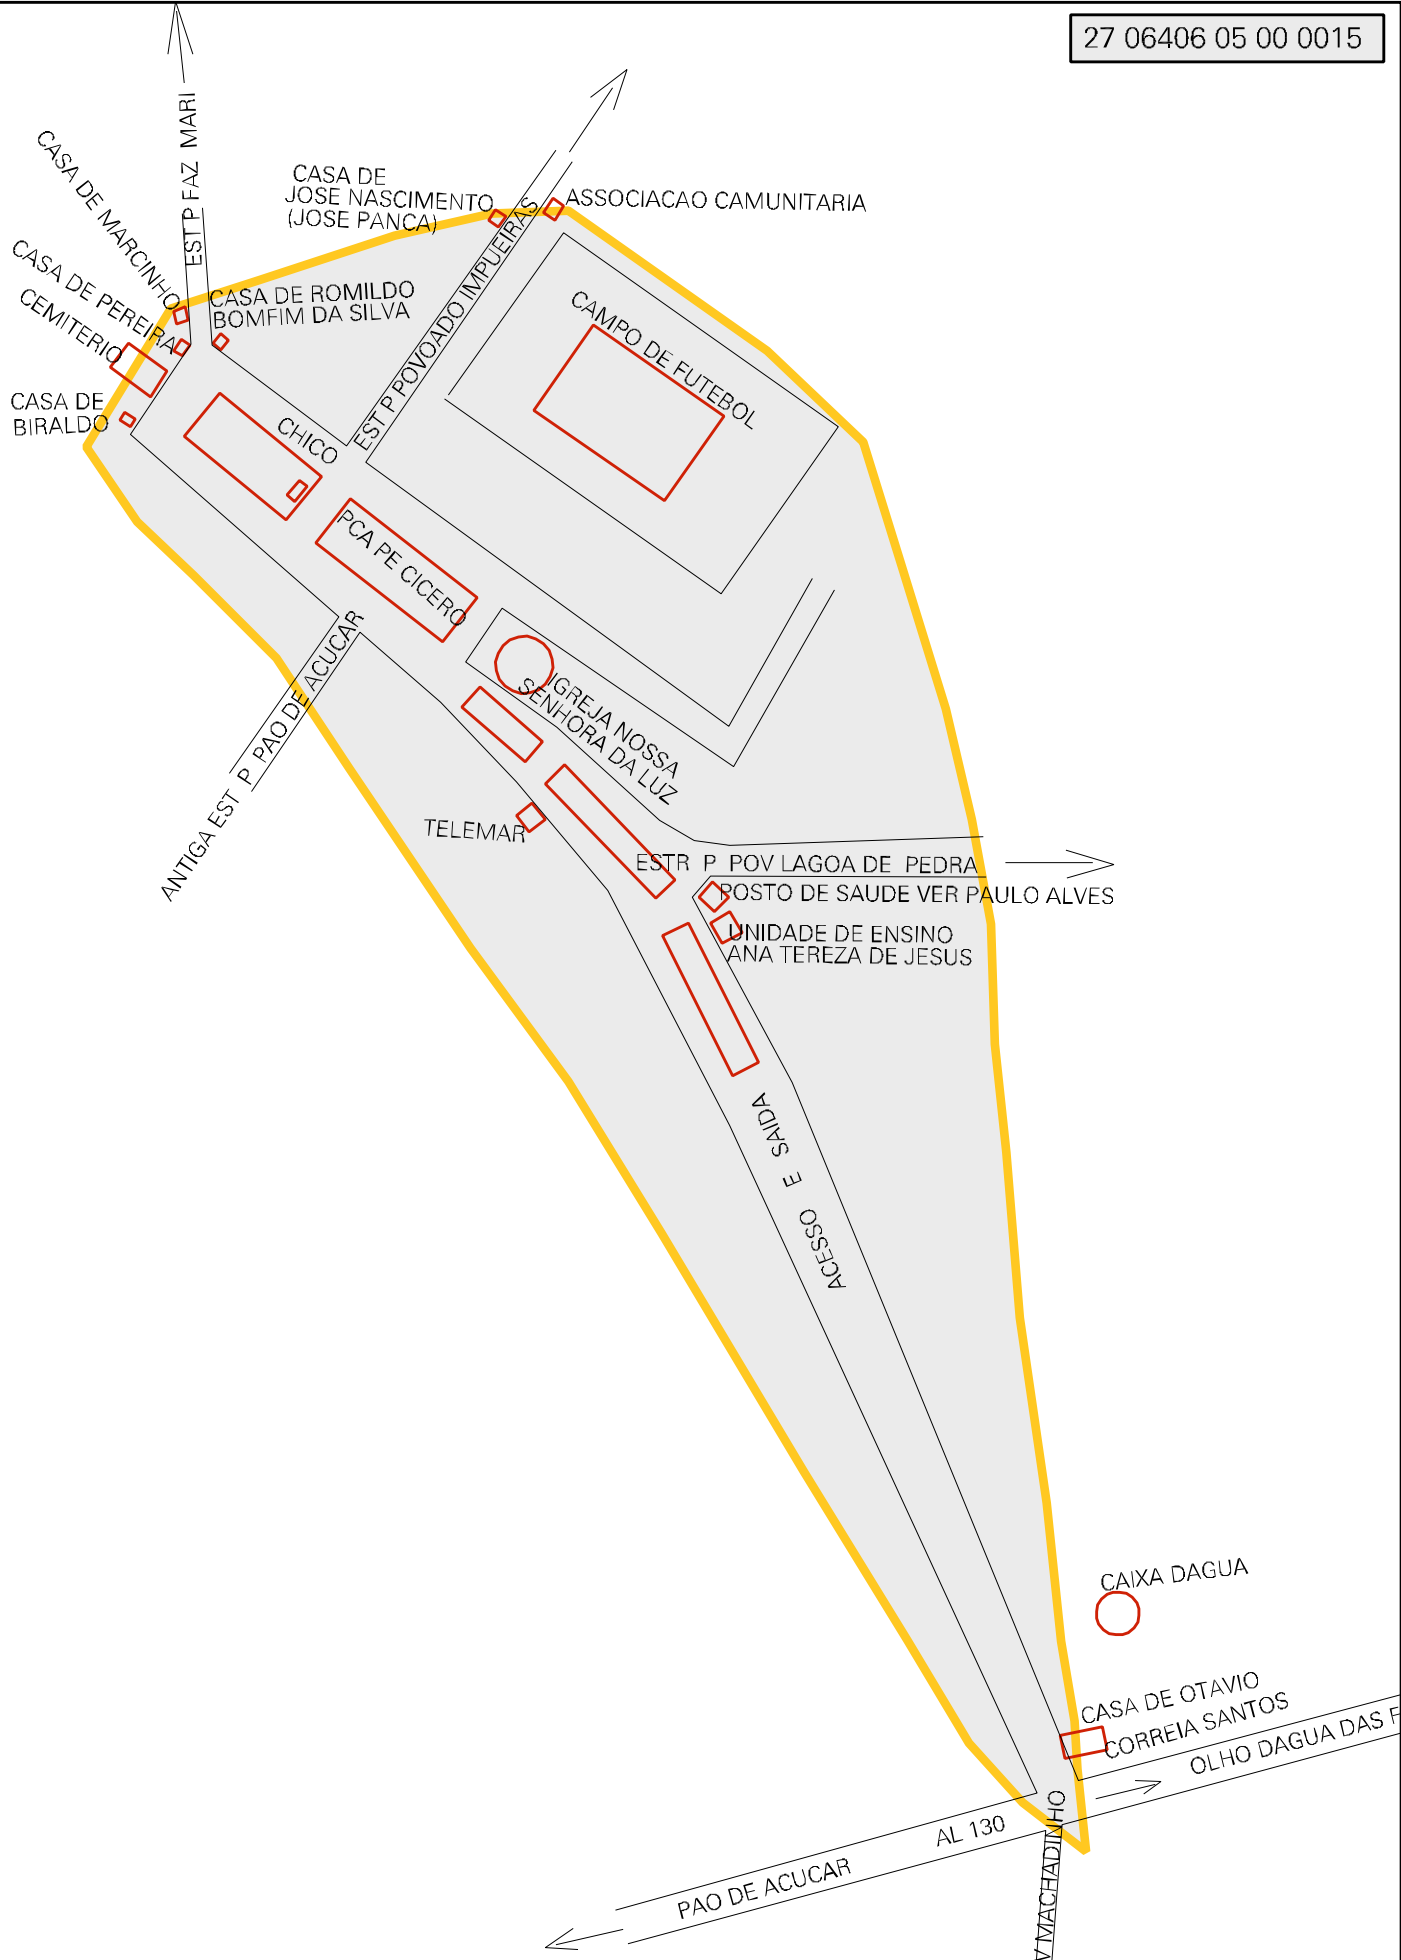 27 06406 05 00 0015
EST P FAZ MARI
CASA DE MARCINHO
CASA DE
JOSE NASCIMENTO
(JOSE PANCA)
ASSOCIACAO CAMUNITARIA
EST P POVOADO IMPUEIRAS
CASA DE PEREIRA
CEMITERIO
CASA DE ROMILDO
BOMFIM DA SILVA
CAMPO DE FUTEBOL
CASA DE
BIRALDO
CHICO
PCA PE CICERO
ANTIGA EST P PAO DE ACUCAR
IGREJA NOSSA
SENHORA DA LUZ
TELEMAR
ESTR P POV LAGOA DE PEDRA
POSTO DE SAUDE VER PAULO ALVES
UNIDADE DE ENSINO
ANA TEREZA DE JESUS
ACESSO E SAIDA
CAIXA DAGUA
CASA DE OTAVIO
CORREIA SANTOS
OLHO DAGUA DAS F
AL 130
PAO DE ACUCAR
V MACHADINHO